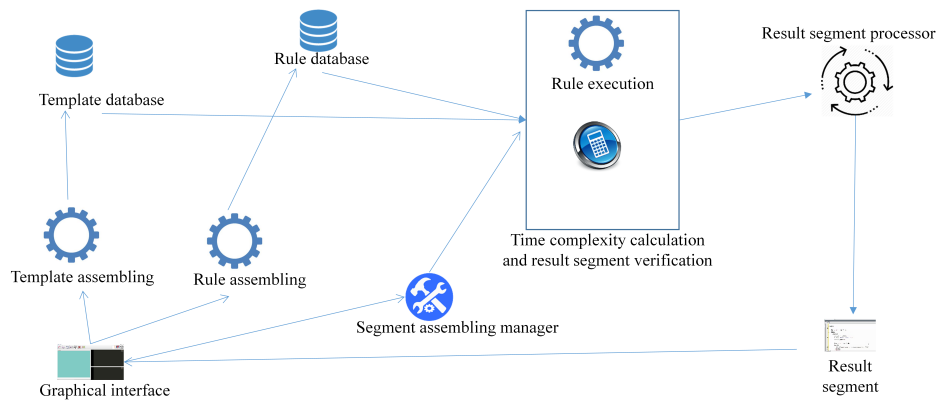 Rule database
Template database
Rule execution
Result segment processor
Time complexity calculation
and result segment verification
Template assembling
Rule assembling
Segment assembling manager
Graphical interface
Result
segment